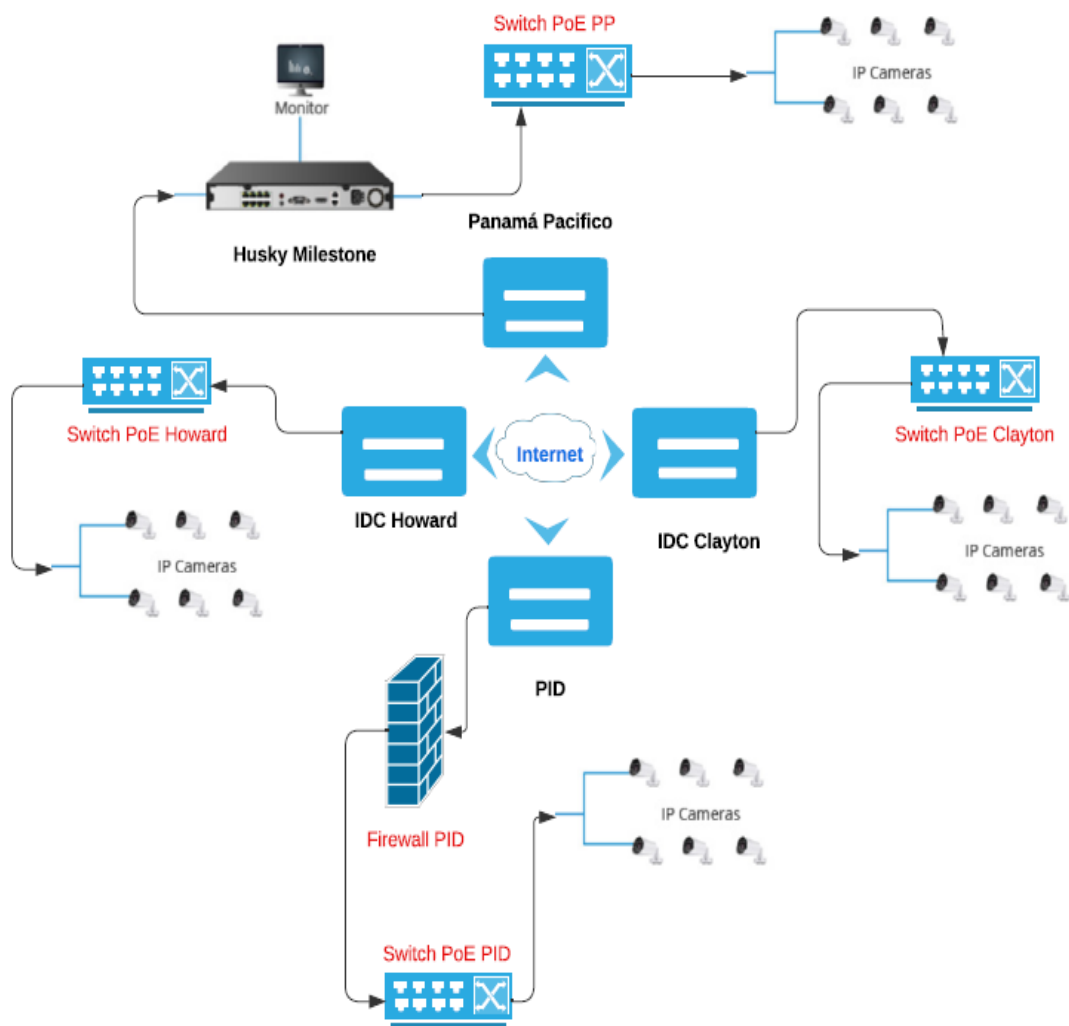 Switch PoE PP
IP Cameras
Monitor
Panamá Pacifico
Husky Milestone
Switch PoE Howard
Switch PoE Clayton
Internet
IDC Howard
IDC Clayton
IP Cameras
IP Cameras
PID
Firewall PID
IP Cameras
Switch PoE PID